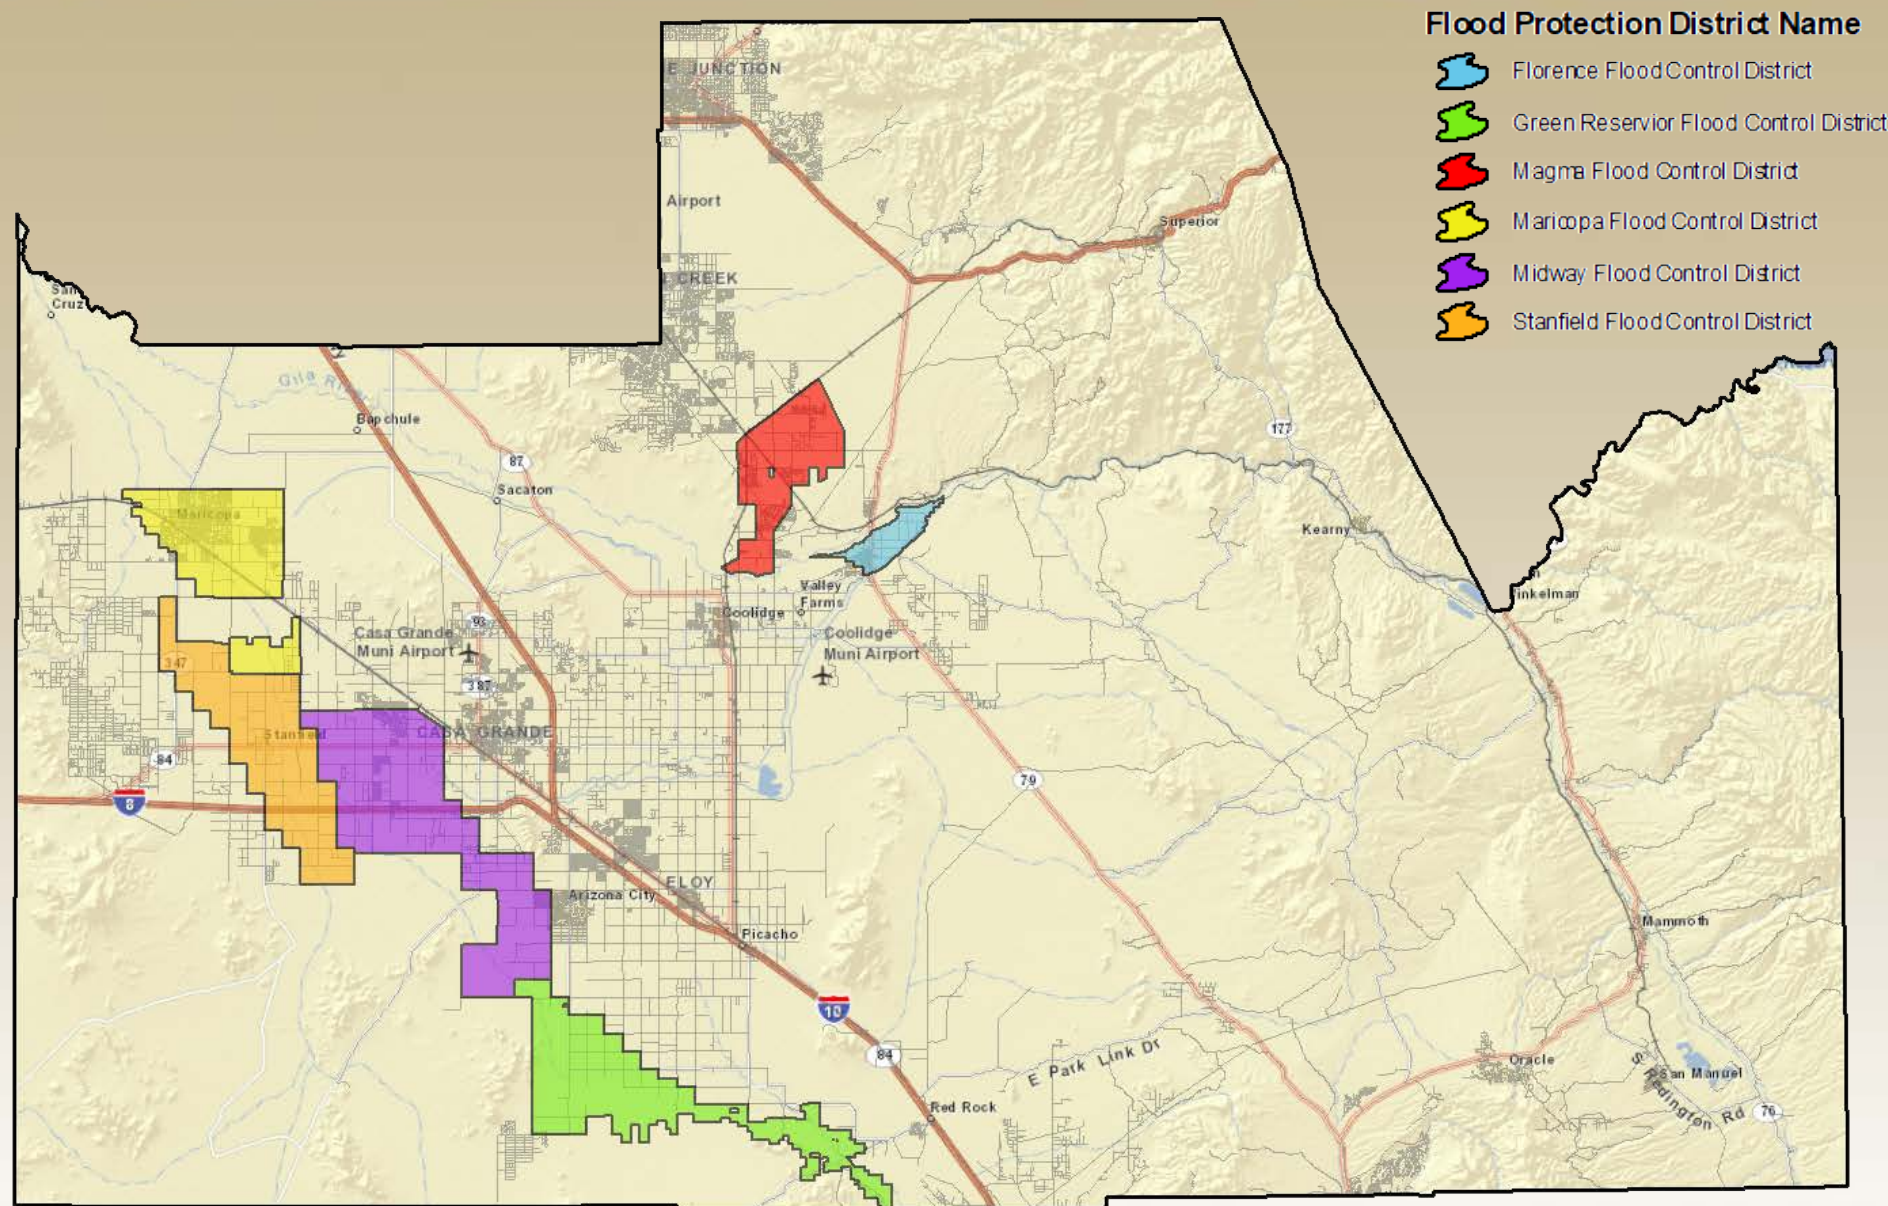 Flood Protection District Name
Florence Flood Control District
Green Reservior Flood Control District
Magma Flood Control District
Maricopa Flood Control District
Midway Flood Control District
Stanfield Flood Control District
E JUNCTION
Airport
Superior
CREEK
San
Cruz
Gila River
Bapchule
177
87
Sacaton
Maricopa
Kearny
Valley
Farms
inkelman
Coolidge
93
Casa Grande
Muni Airport
Coolidge
Muni Airport
347
387
Stanfield
CASA GRANDE
84
79
8
ELOY
Arizona City
Mammoth
Picacho
10
84
E Park Link Dr
Oracle
San Manuel
S Redington Rd
Red Rock
76